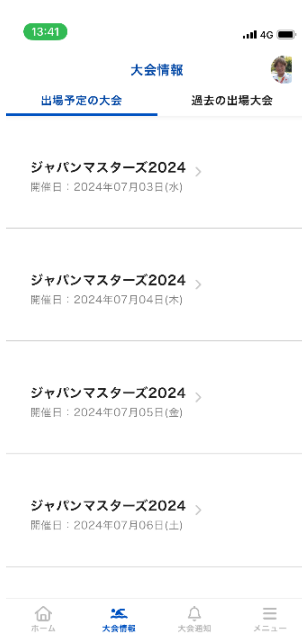 13:41
4G
大会情報
出場予定の大会
過去の出場大会
ジャパンマスターズ2024
開催日：2024年07月03日(水)
ジャパンマスターズ2024
開催日：2024年07月04日(木)
ジャパンマスターズ2024
開催日：2024年07月05日(金)
ジャパンマスターズ2024
開催日：2024年07月06日(土)
ホーム
大会情報
大会通知
メニュー